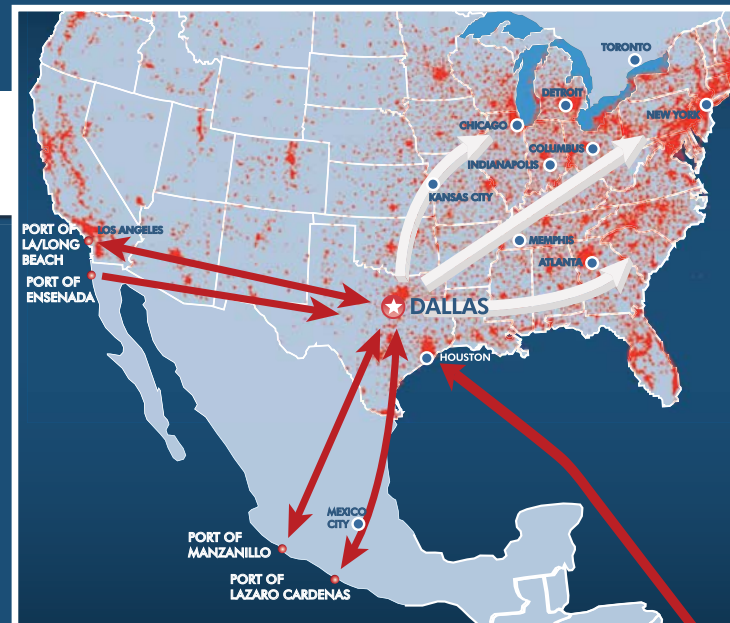 TORONTO
DETROIT
NEW YORK
CHICAGO
COLUMBUS
INDIANAPOLIS
KANSAS CITY
PORT OF
LA/LONG
BEACH
LOS ANGELES
MEMPHIS
ATLANTA
PORT OF
ENSENADA
DALLAS
HOUSTON
MEXICO
CITY
PORT OF
MANZANILLO
PORT OF
LAZARO CARDENAS